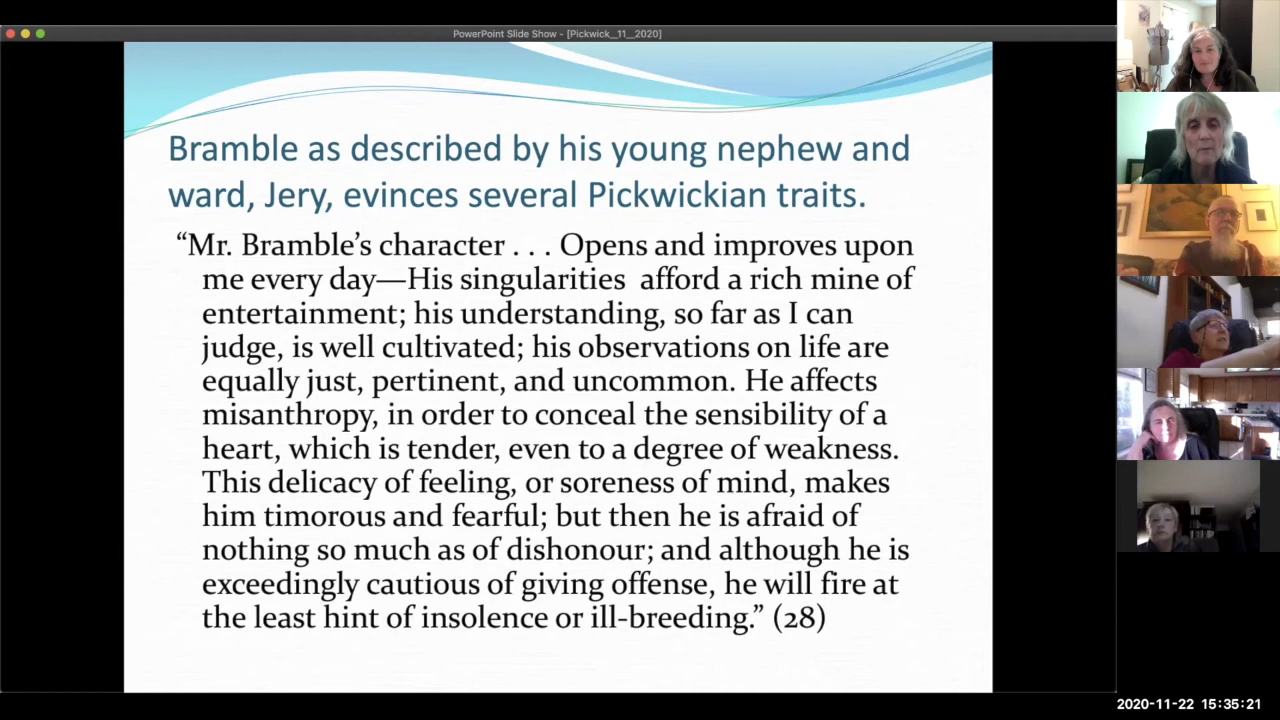 PowerPoint Slide Show - [Pickwick_11_2020]
Bramble as described by his young nephew and
ward, Jery, evinces several Pickwickian traits.
“Mr. Bramble’s character . . . Opens and improves upon
me every day—His singularities  afford a rich mine of
entertainment; his understanding, so far as I can
judge, is well cultivated; his observations on life are
equally just, pertinent, and uncommon. He affects
misanthropy, in order to conceal the sensibility of a
heart, which is tender, even to a degree of weakness.
This delicacy of feeling, or soreness of mind, makes
him timorous and fearful; but then he is afraid of
nothing so much as of dishonour; and although he is
exceedingly cautious of giving offense, he will fire at
the least hint of insolence or ill-breeding.” (28)
2020-11-22 15:35:21